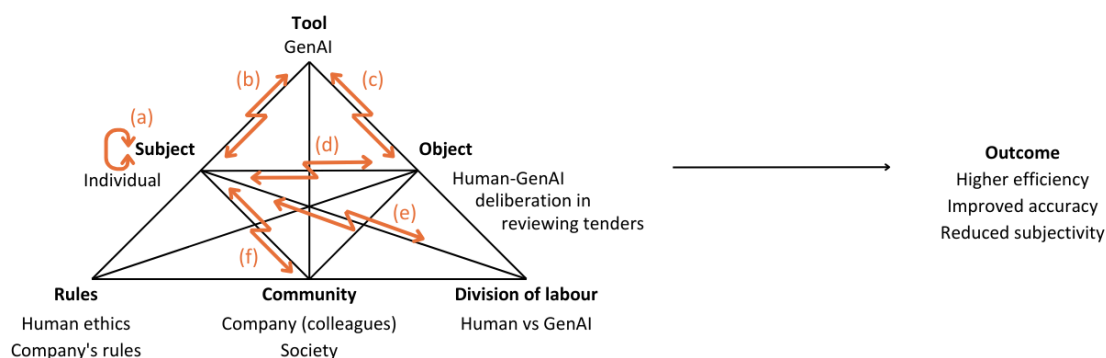 Tool
GenAI
(b)
(c)
(a)
(d)
Subject
Individual
Object
Human-GenAI
deliberation in
reviewing tenders
(e)
(f)
Rules
Human ethics
Company's rules
Community
Company (colleagues)
Society
Division of labour
Human vs GenAI
Outcome
Higher efficiency
Improved accuracy
Reduced subjectivity